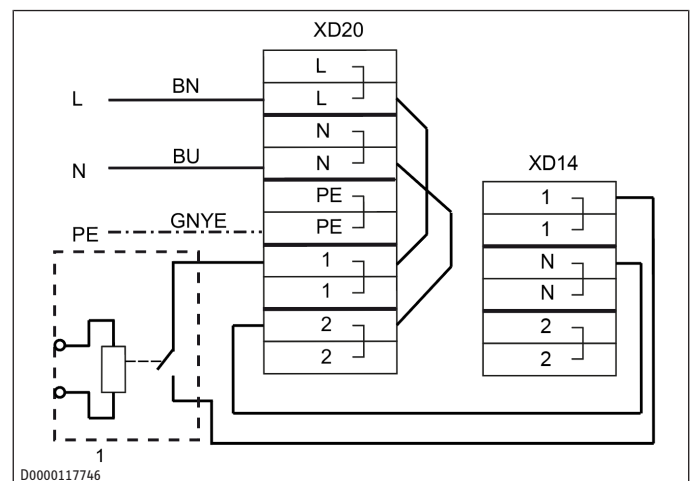 XD20
L
L BN L
N
N BU N
XD14
PE
PE GNYE PE
1
1
1
1
N
N
2
2
2
2
1
D0000117746